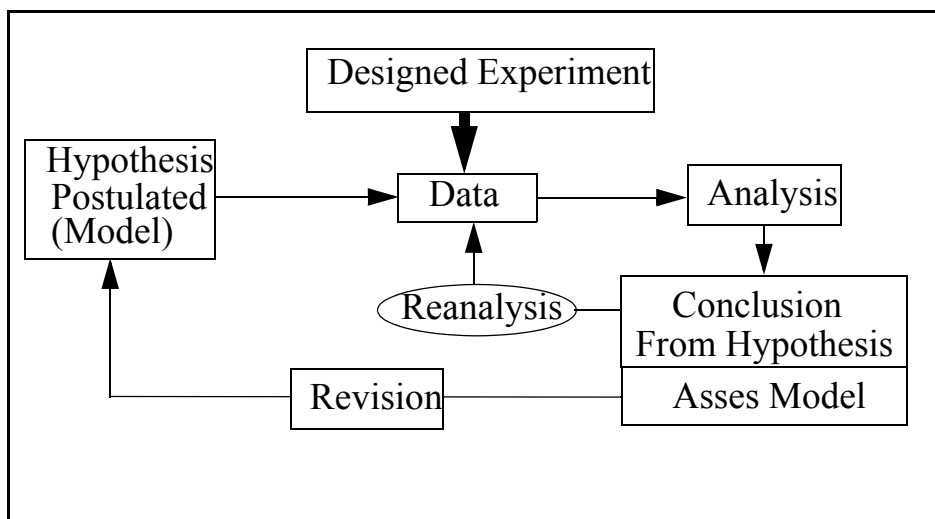 Designed Experiment
Hypothesis
Postulated
(Model)
Data
Analysis
Reanalysis
Conclusion
From Hypothesis
Revision
Asses Model